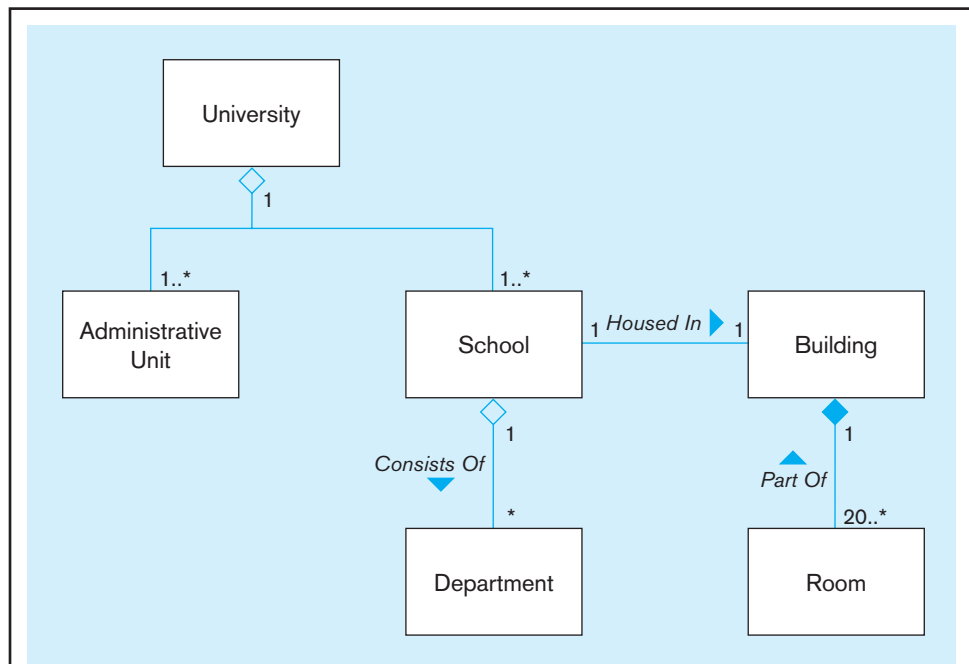 University
1
1..*
1..*
Administrative
Unit
School
1
Housed In
1
Building
1
1
Consists Of
Part Of
*
20..*
Department
Room